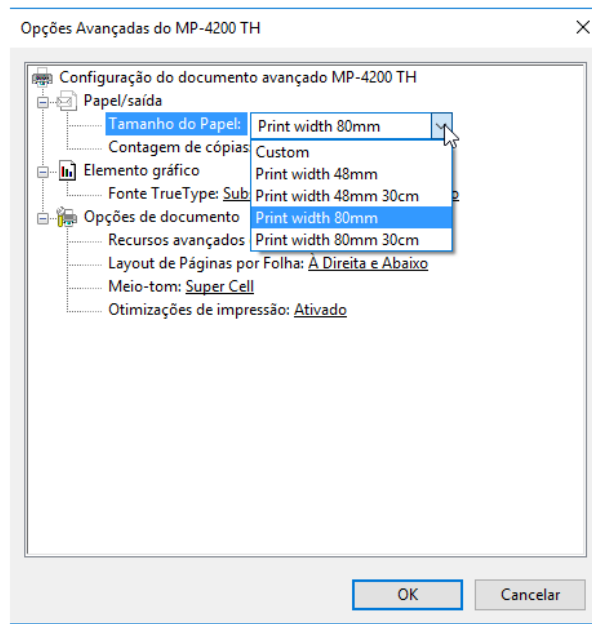 Opções Avançadas do MP-4200 TH
Configuração do documento avançado MP-4200 TH
Papel/saída
Tamanho do Papel: Print width 80mm
Contagem de cópias
Custom
Print width 48mm
Elemento gráfico
Fonte TrueType: Sub
Print width 48mm 30cm
Opções de documento
Print width 80mm
Recursos avançados
Print width 80mm 30cm
Layout de Páginas por Folha: À Direita e Abaixo
Meio-tom: Super Cell
Otimizações de impressão: Ativado
OK
Cancelar